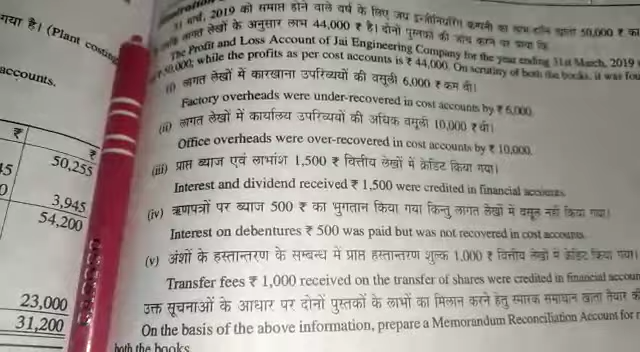 गया है। (Plant costing
accounts.
₹
₹
50,255
3,945
54,200
23,000
31,200
मार्च, 2019 को समाप्त होने वाले वर्ष के लिए जय इन्जीनियरिंग कम्पनी का लाभ हानि खाता 50,000 ₹ का
लागत लेखों के अनुसार लाभ 44,000 ₹ है। दोनों पुस्तकों की जाँच करने पर पाया कि
The Profit and Loss Account of Jai Engineering Company for the year ending 31st March, 2019
₹ 50,000; while the profits as per cost accounts is ₹ 44,000. On scrutiny of both the books, it was fou
(i) लागत लेखों में कारखाना उपरिव्ययों की वसूली 6,000 ₹ कम थी।
Factory overheads were under-recovered in cost accounts by ₹ 6,000.
(ii) लागत लेखों में कार्यालय उपरिव्ययों की अधिक वसूली 10,000 ₹ थी।
Office overheads were over-recovered in cost accounts by ₹ 10,000.
(iii) प्राप्त ब्याज एवं लाभांश 1,500 ₹ वित्तीय लेखों में क्रेडिट किया गया।
Interest and dividend received ₹ 1,500 were credited in financial accounts.
(iv) ऋणपत्रों पर ब्याज 500 ₹ का भुगतान किया गया किन्तु लागत लेखों में वसूल नहीं किया गया।
Interest on debentures ₹ 500 was paid but was not recovered in cost accounts.
(v) अंशों के हस्तान्तरण के सम्बन्ध में प्राप्त हस्तान्तरण शुल्क 1,000 ₹ वित्तीय लेखों में क्रेडिट किया गया।
Transfer fees ₹ 1,000 received on the transfer of shares were credited in financial accoun
उक्त सूचनाओं के आधार पर दोनों पुस्तकों के लाभों का मिलान करने हेतु स्मारक समाधान खाता तैयार की
On the basis of the above information, prepare a Memorandum Reconciliation Account for r
both the books